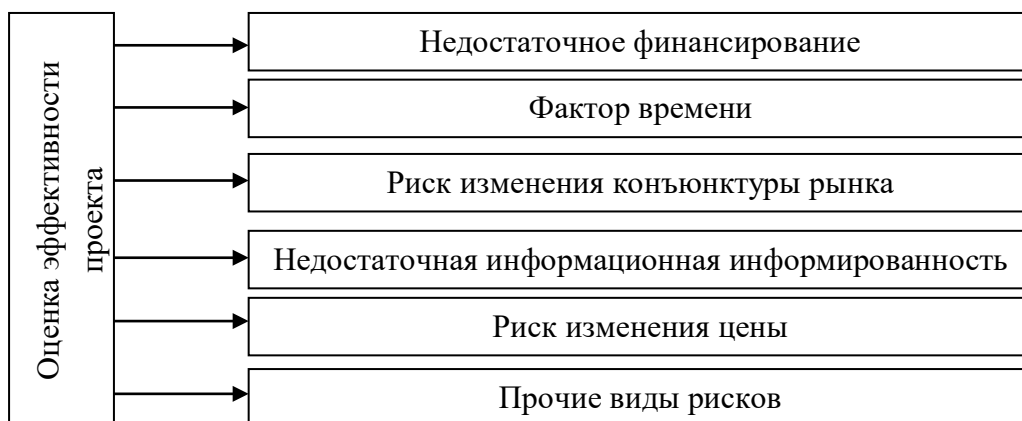 Оценка эффективности
проекта
Недостаточное финансирование
Фактор времени
Риск изменения конъюнктуры рынка
Недостаточная информационная информированность
Риск изменения цены
Прочие виды рисков